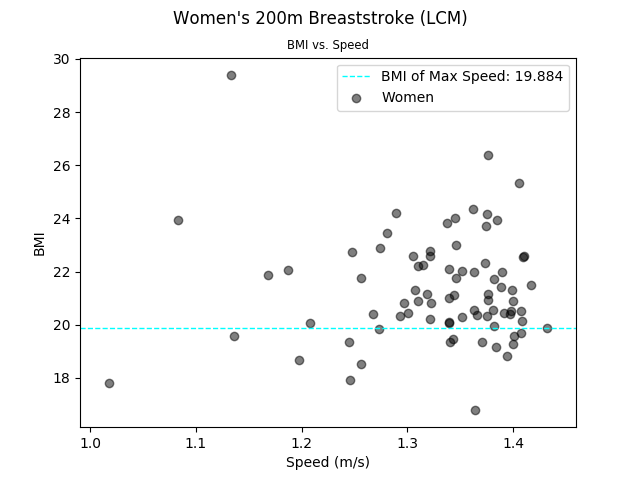 Women's 200m Breaststroke (LCM)
BMI vs. Speed
BMI of Max Speed: 19.884
Women
30
28
26
24
22
20
18
BMI
1.0
1.1
1.2
1.3
1.4
Speed (m/s)